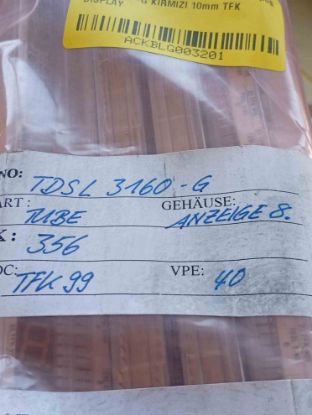 DISPLAY G KIRMIZI 10mm TFK
ACKBLG003201
NO: TDSL 3160-G
ART: TUBE GEHÄUSE: ANZEIGE 8.
K: 356
DC: TFK 99 VPE: 40